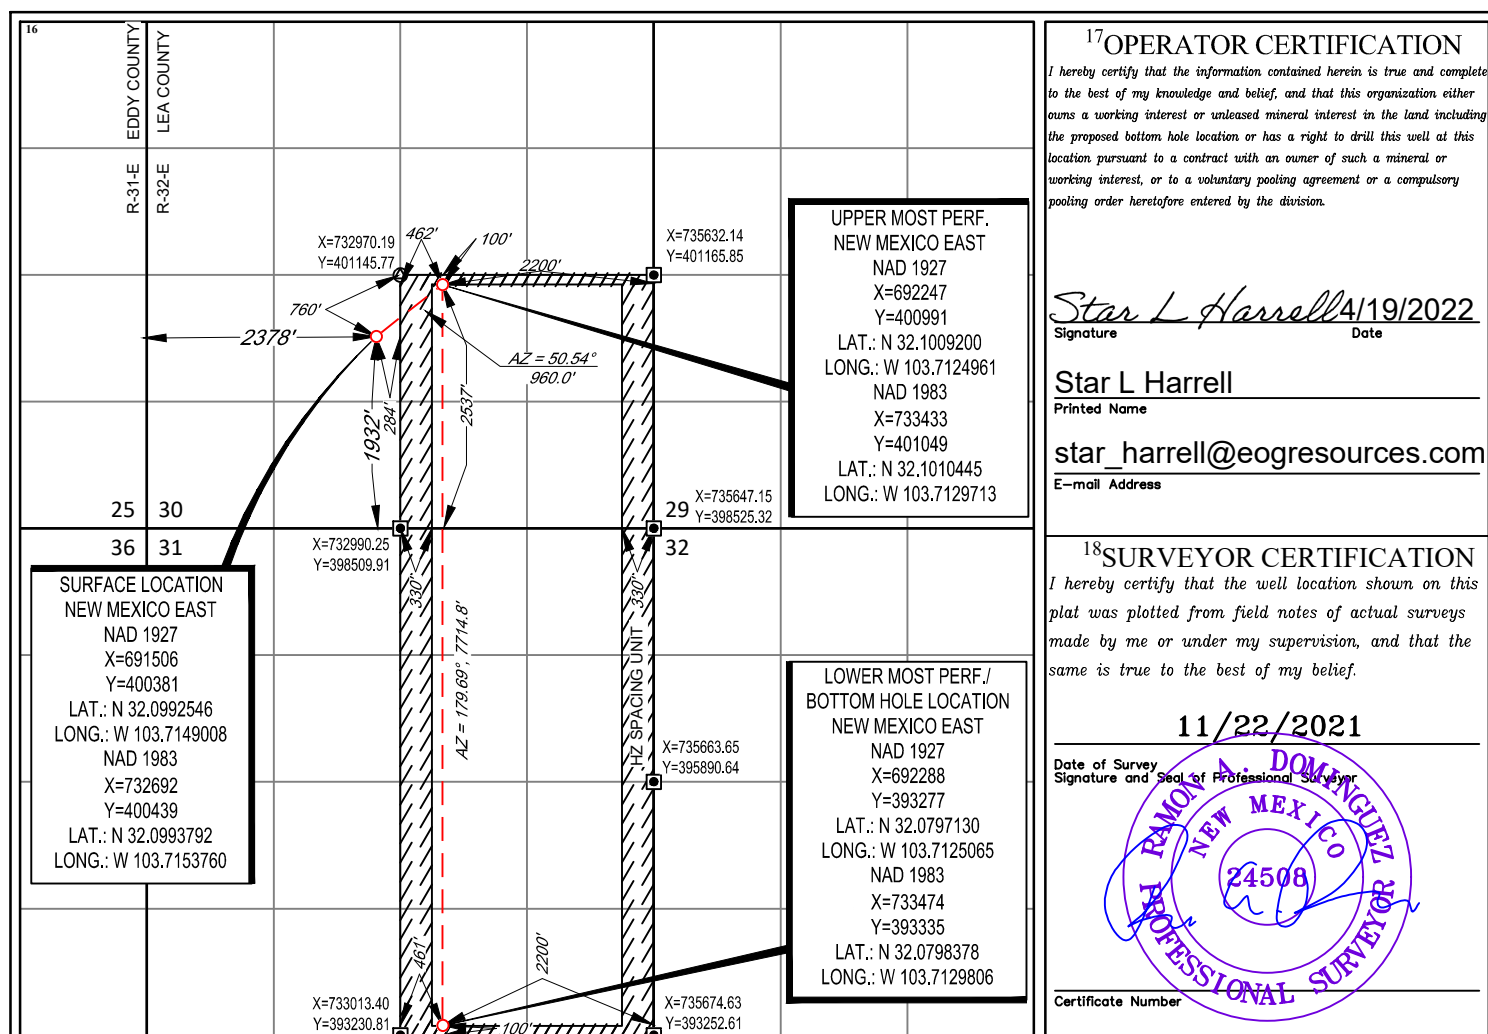 16
EDDY COUNTY
LEA COUNTY
R-31-E
R-32-E
X=732970.19
Y=401145.77
462'
100'
2200'
X=735632.14
Y=401165.85
760'
2378'
AZ = 50.54°
960.0'
1932'
284'
2537'
UPPER MOST PERF.
NEW MEXICO EAST
NAD 1927
X=692247
Y=400991
LAT.: N 32.1009200
LONG.: W 103.7124961
NAD 1983
X=733433
Y=401049
LAT.: N 32.1010445
LONG.: W 103.7129713
25 30
36 31
29
32
X=735647.15
Y=398525.32
X=732990.25
Y=398509.91
330'
330'
SURFACE LOCATION
NEW MEXICO EAST
NAD 1927
X=691506
Y=400381
LAT.: N 32.0992546
LONG.: W 103.7149008
NAD 1983
X=732692
Y=400439
LAT.: N 32.0993792
LONG.: W 103.7153760
AZ = 179.69°, 7714.8'
HZ SPACING UNIT
X=735663.65
Y=395890.64
LOWER MOST PERF./
BOTTOM HOLE LOCATION
NEW MEXICO EAST
NAD 1927
X=692288
Y=393277
LAT.: N 32.0797130
LONG.: W 103.7125065
NAD 1983
X=733474
Y=393335
LAT.: N 32.0798378
LONG.: W 103.7129806
461'
2200'
X=733013.40
Y=393230.81
100'
X=735674.63
Y=393252.61
17OPERATOR CERTIFICATION
I hereby certify that the information contained herein is true and complete
to the best of my knowledge and belief, and that this organization either
owns a working interest or unleased mineral interest in the land including
the proposed bottom hole location or has a right to drill this well at this
location pursuant to a contract with an owner of such a mineral or
working interest, or to a voluntary pooling agreement or a compulsory
pooling order heretofore entered by the division.
Star L Harrell 4/19/2022
Signature Date
Star L Harrell
Printed Name
star_harrell@eogresources.com
E-mail Address
18SURVEYOR CERTIFICATION
I hereby certify that the well location shown on this
plat was plotted from field notes of actual surveys
made by me or under my supervision, and that the
same is true to the best of my belief.
11/22/2021
Date of Survey
Signature and Seal of Professional Surveyor
RAMON A. DOMINGUEZ
NEW MEXICO
24508
PROFESSIONAL SURVEYOR
Certificate Number